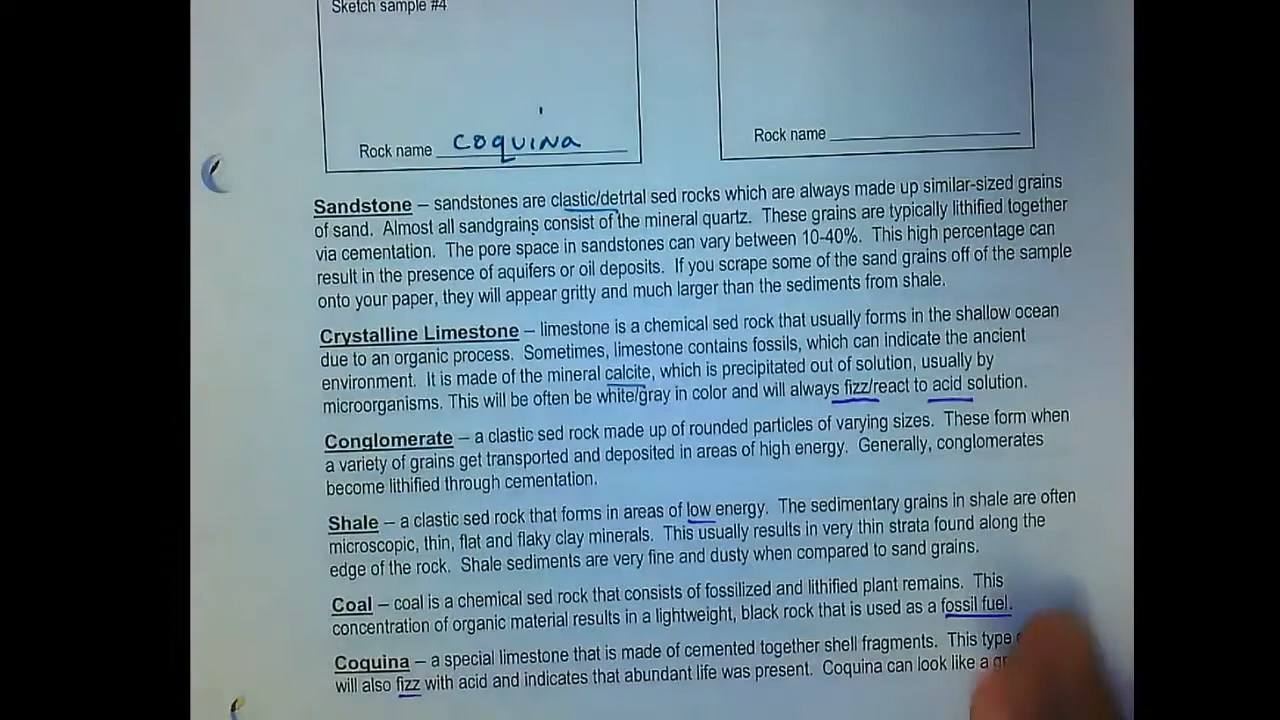 Sketch sample #4
Rock name COQUINA
Rock name
Sandstone – sandstones are clastic/detrtal sed rocks which are always made up similar-sized grains
of sand. Almost all sandgrains consist of the mineral quartz. These grains are typically lithified together
via cementation. The pore space in sandstones can vary between 10-40%. This high percentage can
result in the presence of aquifers or oil deposits. If you scrape some of the sand grains off of the sample
onto your paper, they will appear gritty and much larger than the sediments from shale.
Crystalline Limestone – limestone is a chemical sed rock that usually forms in the shallow ocean
due to an organic process. Sometimes, limestone contains fossils, which can indicate the ancient
environment. It is made of the mineral calcite, which is precipitated out of solution, usually by
microorganisms. This will be often be white/gray in color and will always fizz/react to acid solution.
Conglomerate – a clastic sed rock made up of rounded particles of varying sizes. These form when
a variety of grains get transported and deposited in areas of high energy. Generally, conglomerates
become lithified through cementation.
Shale – a clastic sed rock that forms in areas of low energy. The sedimentary grains in shale are often
microscopic, thin, flat and flaky clay minerals. This usually results in very thin strata found along the
edge of the rock. Shale sediments are very fine and dusty when compared to sand grains.
Coal – coal is a chemical sed rock that consists of fossilized and lithified plant remains. This
concentration of organic material results in a lightweight, black rock that is used as a fossil fuel.
Coquina – a special limestone that is made of cemented together shell fragments. This type
will also fizz with acid and indicates that abundant life was present. Coquina can look like a